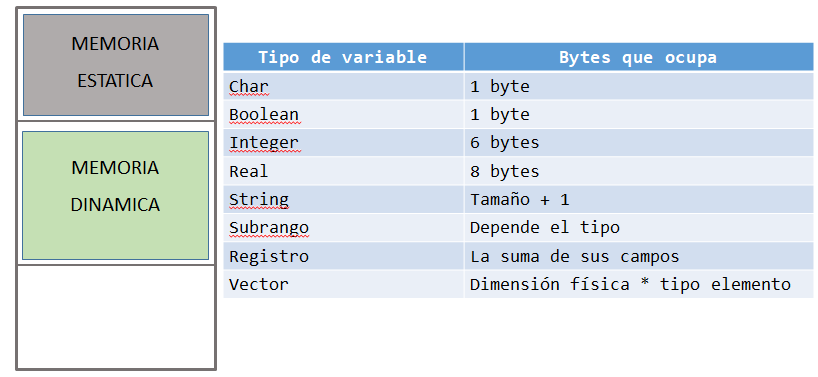 MEMORIA
ESTATICA
MEMORIA
DINAMICA
Tipo de variable Bytes que ocupa
Char 1 byte
Boolean 1 byte
Integer 6 bytes
Real 8 bytes
String Tamaño + 1
Subrango Depende el tipo
Registro La suma de sus campos
Vector Dimensión física * tipo elemento